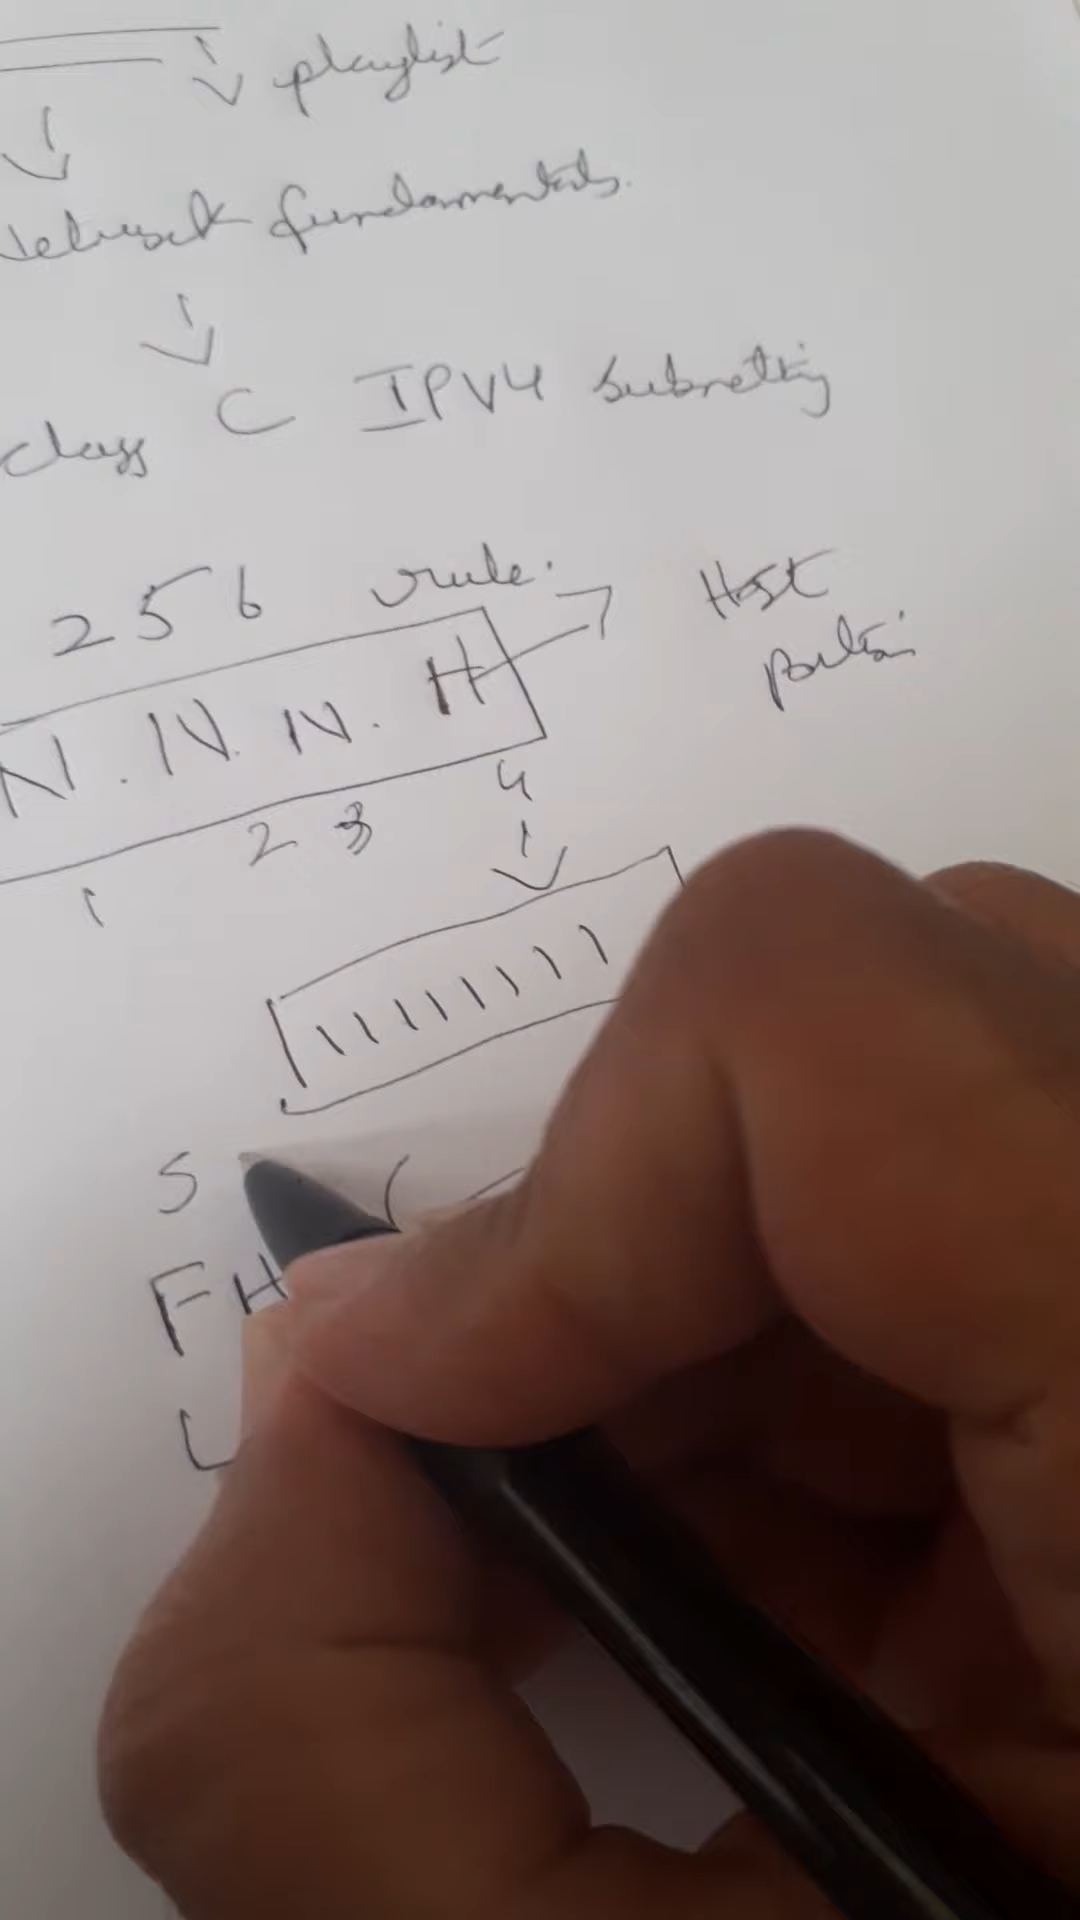 playlist
Network fundamentals.
class C IPV4 Subnetting
256 rule.
Host
N . N . N . H
portion
1 2 3 4
11111111
S
FH
L